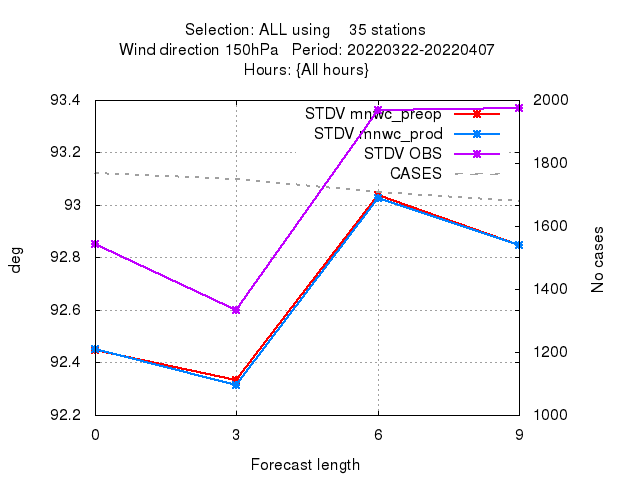 Selection: ALL using 35 stations
Wind direction 150hPa Period: 20220322-20220407
Hours: {All hours}
93.4
93.2
93
92.8
92.6
92.4
92.2
deg
2000
1800
1600
1400
1200
1000
No cases
STDV mnwc_preop
STDV mnwc_prod
STDV OBS
CASES
0 3 6 9
Forecast length